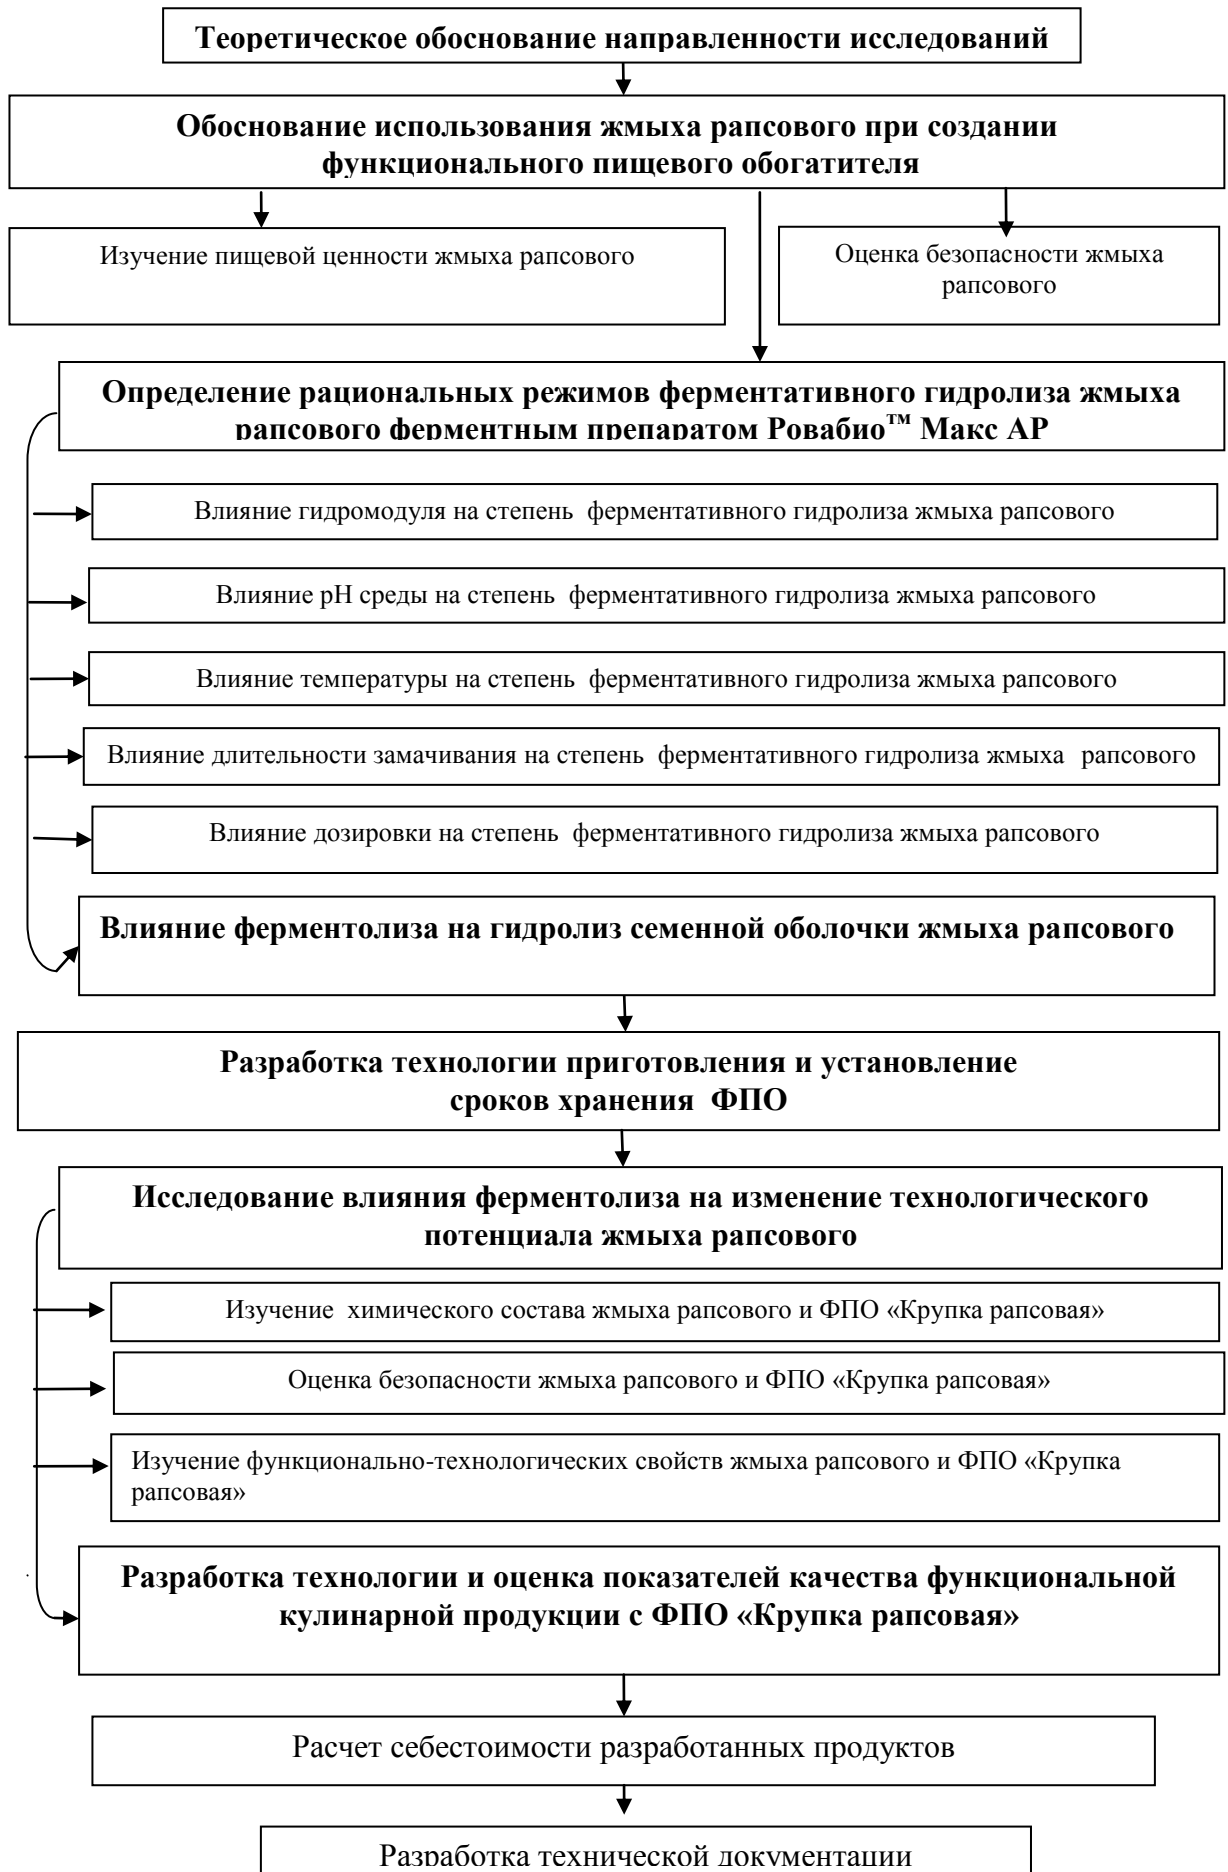 Теоретическое обоснование направленности исследований
Обоснование использования жмыха рапсового при создании
функционального пищевого обогатителя
Изучение пищевой ценности жмыха рапсового
Оценка безопасности жмыха
рапсового
Определение рациональных режимов ферментативного гидролиза жмыха
рапсового ферментным препаратом Ровабио™ Макс АР
Влияние гидромодуля на степень ферментативного гидролиза жмыха рапсового
Влияние рН среды на степень ферментативного гидролиза жмыха рапсового
Влияние температуры на степень ферментативного гидролиза жмыха рапсового
Влияние длительности замачивания на степень ферментативного гидролиза жмыха рапсового
Влияние дозировки на степень ферментативного гидролиза жмыха рапсового
Влияние ферментолиза на гидролиз семенной оболочки жмыха рапсового
Разработка технологии приготовления и установление
сроков хранения ФПО
Исследование влияния ферментолиза на изменение технологического
потенциала жмыха рапсового
Изучение химического состава жмыха рапсового и ФПО «Крупка рапсовая»
Оценка безопасности жмыха рапсового и ФПО «Крупка рапсовая»
Изучение функционально-технологических свойств жмыха рапсового и ФПО «Крупка
рапсовая»
Разработка технологии и оценка показателей качества функциональной
кулинарной продукции с ФПО «Крупка рапсовая»
Расчет себестоимости разработанных продуктов
Разработка технической документации